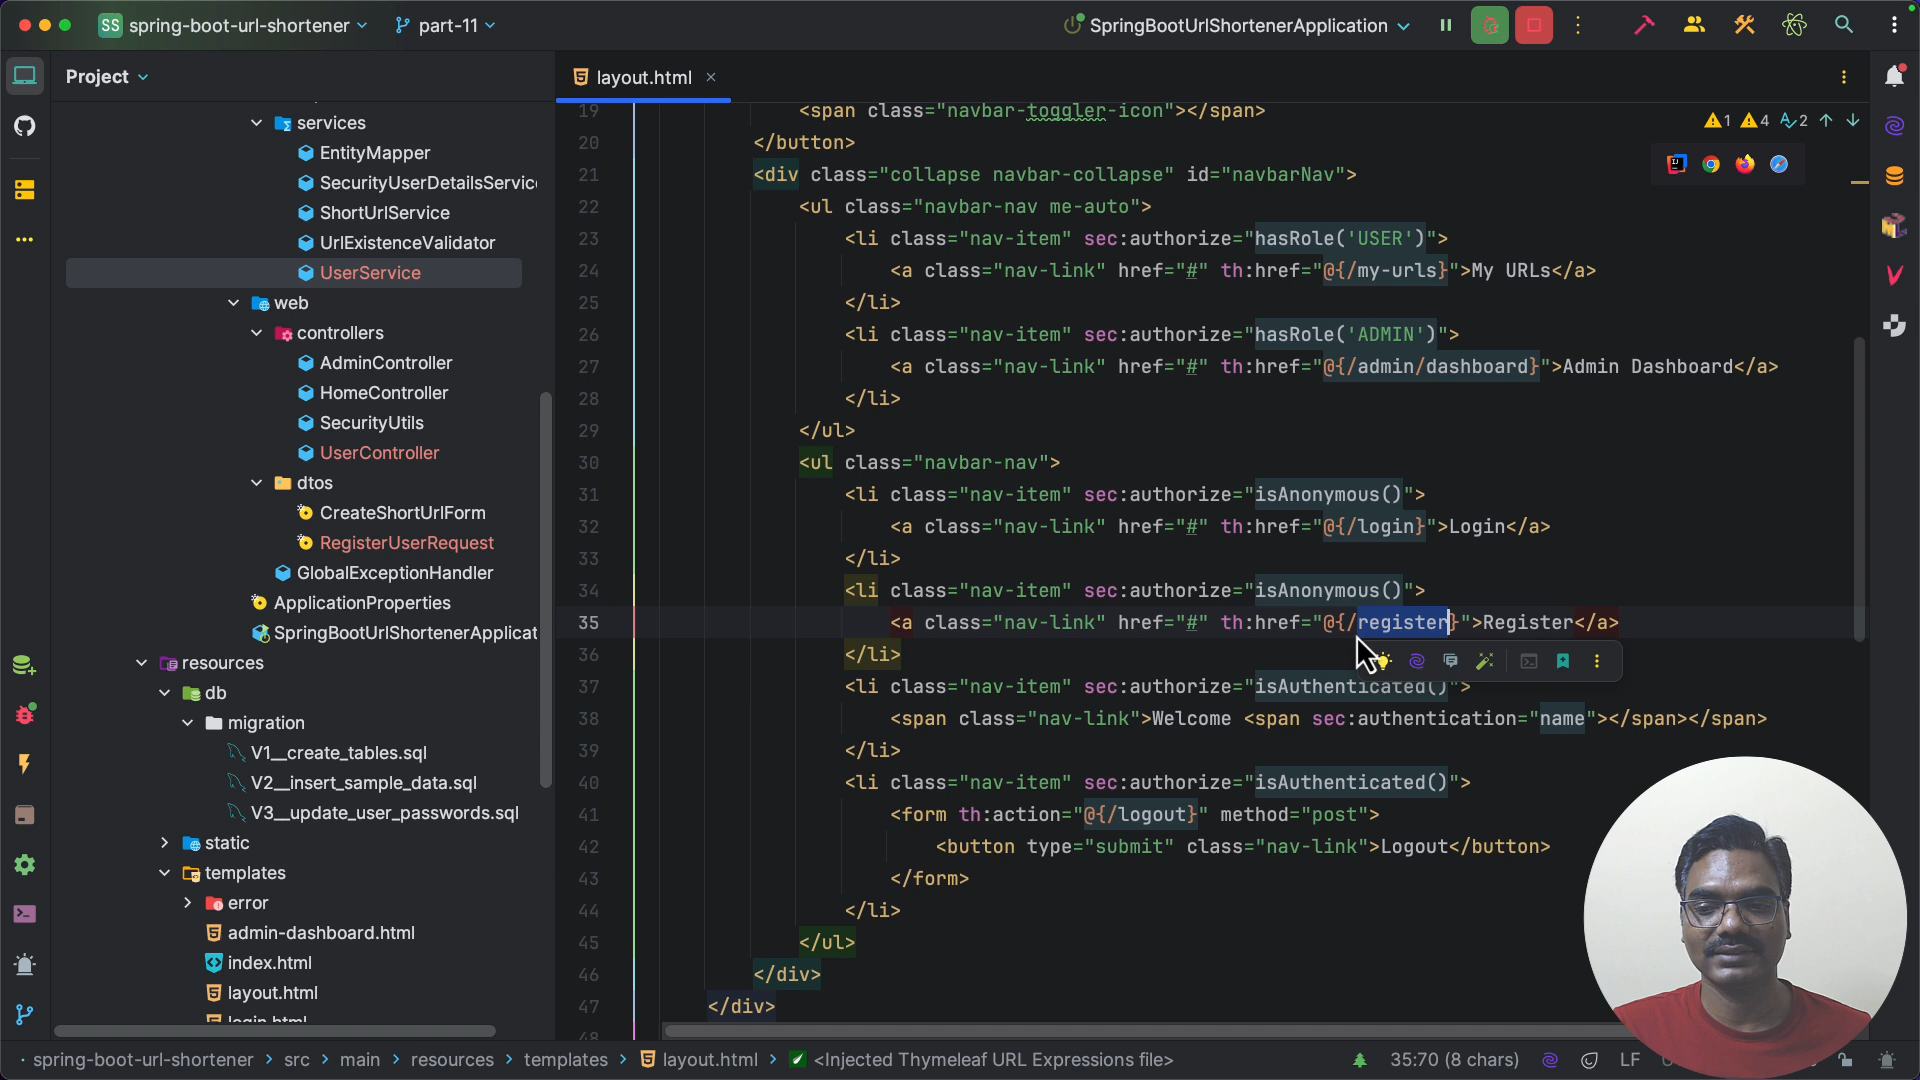 SS spring-boot-url-shortener part-11 SpringBootUrlShortenerApplication
Project
layout.html
services
EntityMapper
SecurityUserDetailsService
ShortUrlService
UrlExistenceValidator
UserService
web
controllers
AdminController
HomeController
SecurityUtils
UserController
dtos
CreateShortUrlForm
RegisterUserRequest
GlobalExceptionHandler
ApplicationProperties
SpringBootUrlShortenerApplicat
resources
db
migration
V1__create_tables.sql
V2__insert_sample_data.sql
V3__update_user_passwords.sql
static
templates
error
admin-dashboard.html
index.html
layout.html
login.html
1 4 2
19 <span class="navbar-toggler-icon"></span>
20 </button>
21 <div class="collapse navbar-collapse" id="navbarNav">
22 <ul class="navbar-nav me-auto">
23 <li class="nav-item" sec:authorize="hasRole('USER')">
24 <a class="nav-link" href="#" th:href="@{/my-urls}">My URLs</a>
25 </li>
26 <li class="nav-item" sec:authorize="hasRole('ADMIN')">
27 <a class="nav-link" href="#" th:href="@{/admin/dashboard}">Admin Dashboard</a>
28 </li>
29 </ul>
30 <ul class="navbar-nav">
31 <li class="nav-item" sec:authorize="isAnonymous()">
32 <a class="nav-link" href="#" th:href="@{/login}">Login</a>
33 </li>
34 <li class="nav-item" sec:authorize="isAnonymous()">
35 <a class="nav-link" href="#" th:href="@{/register}">Register</a>
36 </li>
37 <li class="nav-item" sec:authorize="isAuthenticated()">
38 <span class="nav-link">Welcome <span sec:authentication="name"></span></span>
39 </li>
40 <li class="nav-item" sec:authorize="isAuthenticated()">
41 <form th:action="@{/logout}" method="post">
42 <button type="submit" class="nav-link">Logout</button>
43 </form>
44 </li>
45 </ul>
46 </div>
47 </div>
48
spring-boot-url-shortener > src > main > resources > templates > layout.html > <Injected Thymeleaf URL Expressions file> 35:70 (8 chars) LF